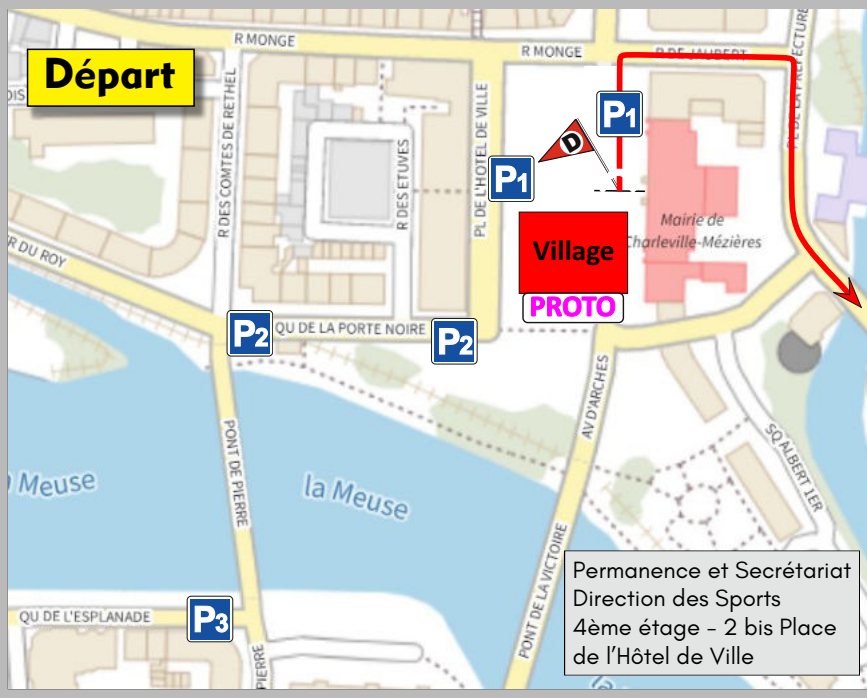 Départ
R MONGE
R MONGE
R DE JAUBERT
PL DE LA PREFECTURE
R DES COMTES DE RETHEL
PL DE L'HOTEL DE VILLE
R DES ETUVES
P1
D
P1
Village
PROTO
Mairie de
Charleville-Mézières
R DU ROY
P2
QU DE LA PORTE NOIRE
P2
AV D'ARCHES
PONT DE PIERRE
SQ ALBERT 1ER
la Meuse
Meuse
PONT DE LA VICTOIRE
QU DE L'ESPLANADE
P3
PIERRE
Permanence et Secrétariat
Direction des Sports
4ème étage - 2 bis Place
de l'Hôtel de Ville